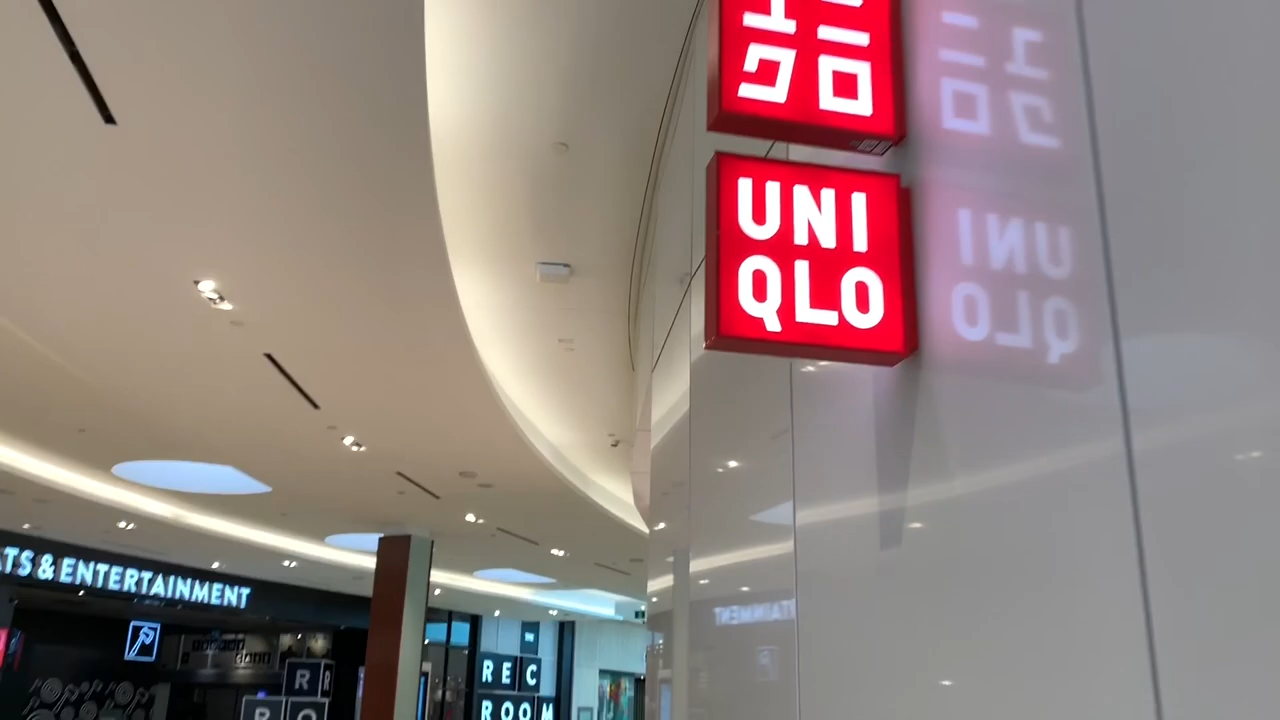 ユニ
クロ
UNI
QLO
ATS & ENTERTAINMENT
R
R O
REC
ROOM